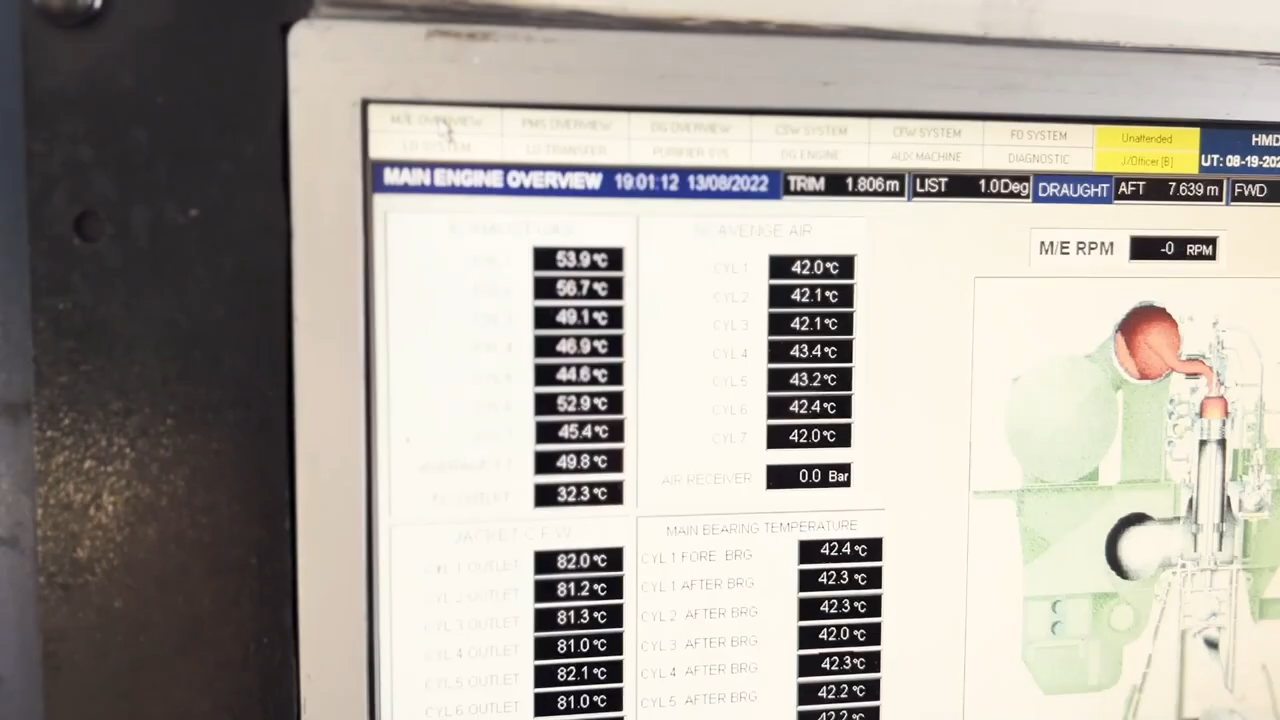 M/E OVERVIEW PMS OVERVIEW DG OVERVIEW CSW SYSTEM CFW SYSTEM FO SYSTEM Unattended HMD
LO SYSTEM LO TRANSFER PURIFIER SYS DG ENGINE AUX MACHINE DIAGNOSTIC J/Officer [B] UT: 08-19-202
MAIN ENGINE OVERVIEW 19:01:12 13/08/2022 TRIM 1.806 m LIST 1.0Deg DRAUGHT AFT 7.639 m FWD
SCAVENGE AIR
M/E RPM -0 RPM
53.9 °C CYL 1 42.0 °C
56.7 °C CYL 2 42.1 °C
49.1 °C CYL 3 42.1 °C
46.9 °C CYL 4 43.4 °C
44.6 °C CYL 5 43.2 °C
52.9 °C CYL 6 42.4 °C
45.4 °C CYL 7 42.0 °C
49.8 °C AIR RECEIVER 0.0 Bar
32.3 °C
JACKET C.F.W. MAIN BEARING TEMPERATURE
CYL 1 OUTLET 82.0 °C CYL 1 FORE BRG 42.4 °C
CYL 2 OUTLET 81.2 °C CYL 1 AFTER BRG 42.3 °C
CYL 3 OUTLET 81.3 °C CYL 2 AFTER BRG 42.3 °C
CYL 4 OUTLET 81.0 °C CYL 3 AFTER BRG 42.0 °C
CYL 5 OUTLET 82.1 °C CYL 4 AFTER BRG 42.3 °C
CYL 6 OUTLET 81.0 °C CYL 5 AFTER BRG 42.2 °C
42.2 °C